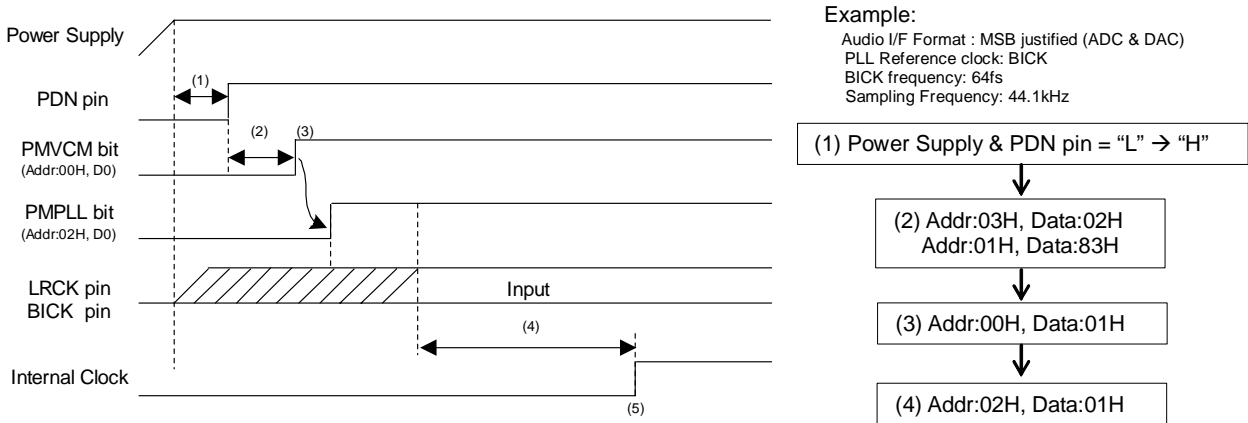 Power Supply
(1)
PDN pin
(2)
(3)
PMVCM bit
(Addr:00H, D0)
PMPLL bit
(Addr:02H, D0)
LRCK pin
BICK pin
Input
(4)
Internal Clock
(5)
Example:
Audio I/F Format : MSB justified (ADC & DAC)
PLL Reference clock: BICK
BICK frequency: 64fs
Sampling Frequency: 44.1kHz
(1) Power Supply & PDN pin = “L” → “H”
(2) Addr:03H, Data:02H
Addr:01H, Data:83H
(3) Addr:00H, Data:01H
(4) Addr:02H, Data:01H